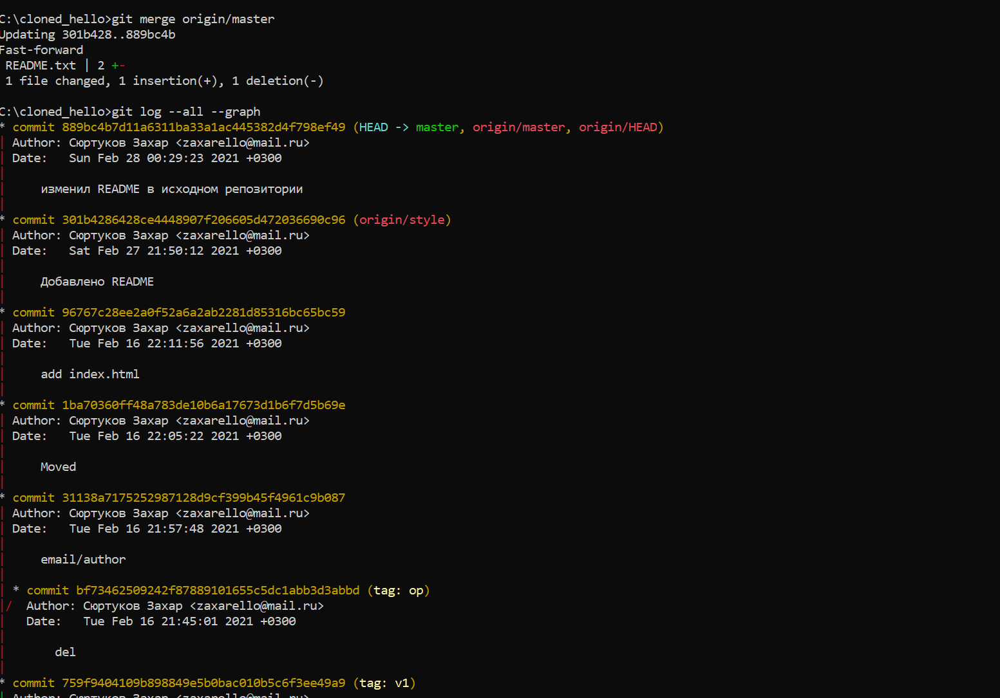 C:\cloned_hello>git merge origin/master
Updating 301b428..889bc4b
Fast-forward
 README.txt | 2 +-
 1 file changed, 1 insertion(+), 1 deletion(-)

C:\cloned_hello>git log --all --graph
* commit 889bc4b7d11a6311ba33a1ac445382d4f798ef49 (HEAD -> master, origin/master, origin/HEAD)
| Author: Сюртуков Захар <zaxarello@mail.ru>
| Date:   Sun Feb 28 00:29:23 2021 +0300
|
|     изменил README в исходном репозитории
|
* commit 301b4286428ce4448907f206605d472036690c96 (origin/style)
| Author: Сюртуков Захар <zaxarello@mail.ru>
| Date:   Sat Feb 27 21:50:12 2021 +0300
|
|     Добавлено README
|
* commit 96767c28ee2a0f52a6a2ab2281d85316bc65bc59
| Author: Сюртуков Захар <zaxarello@mail.ru>
| Date:   Tue Feb 16 22:11:56 2021 +0300
|
|     add index.html
|
* commit 1ba70360ff48a783de10b6a17673d1b6f7d5b69e
| Author: Сюртуков Захар <zaxarello@mail.ru>
| Date:   Tue Feb 16 22:05:22 2021 +0300
|
|     Moved
|
* commit 31138a7175252987128d9cf399b45f4961c9b087
| Author: Сюртуков Захар <zaxarello@mail.ru>
| Date:   Tue Feb 16 21:57:48 2021 +0300
|
|     email/author
|
| * commit bf73462509242f87889101655c5dc1abb3d3abbd (tag: op)
|/  Author: Сюртуков Захар <zaxarello@mail.ru>
|   Date:   Tue Feb 16 21:45:01 2021 +0300
|
|       del
|
* commit 759f9404109b898849e5b0bac010b5c6f3ee49a9 (tag: v1)
| Author: Сюртуков Захар <zaxarello@mail.ru>